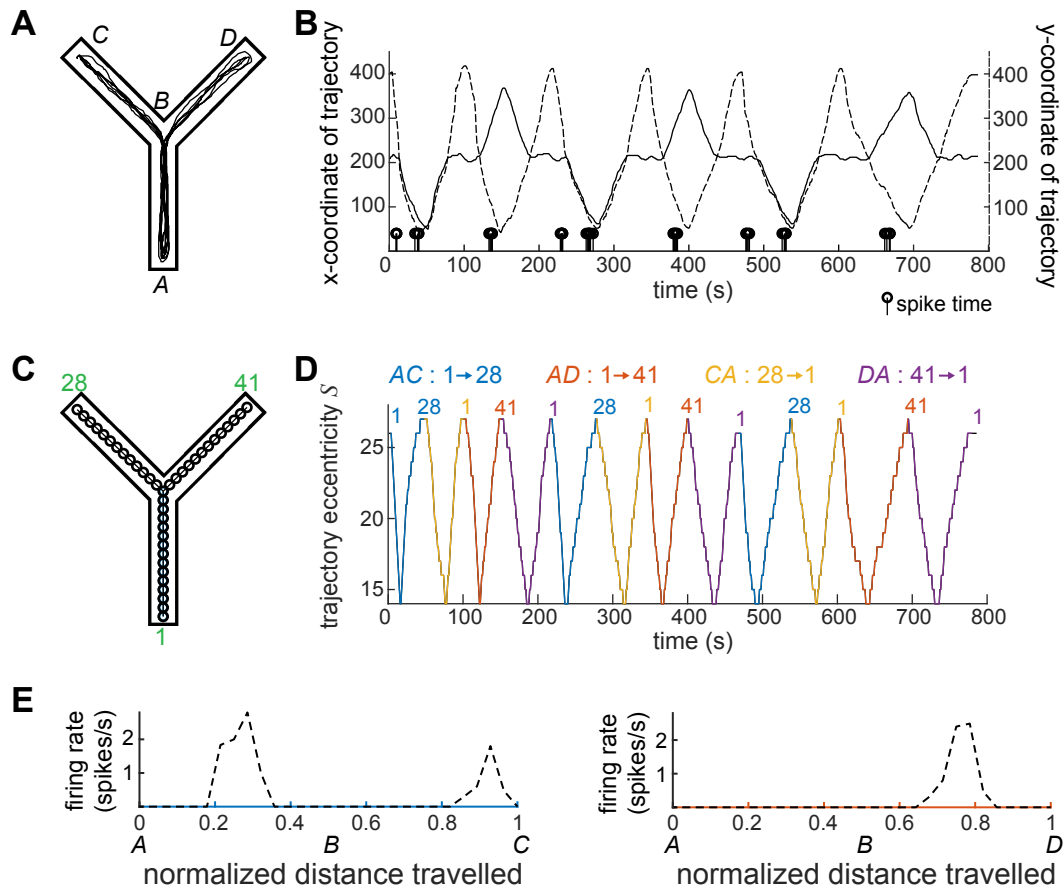 A
C
D
B
A
B
x-coordinate of trajectory
400
300
200
100
0
100
200
300
400
500
600
700
800
time (s)
y-coordinate of trajectory
400
300
200
100
spike time
C
28
41
1
D
AC : 1→28
AD : 1→41
CA : 28→1
DA : 41→1
trajectory eccentricity S
1
28
1
41
1
28
1
41
1
28
1
41
1
25
20
15
0
100
200
300
400
500
600
700
800
time (s)
E
firing rate
(spikes/s)
2
1
0
0.2
0.4
0.6
0.8
1
A
B
C
normalized distance travelled
firing rate
(spikes/s)
2
1
0
0.2
0.4
0.6
0.8
1
A
B
D
normalized distance travelled